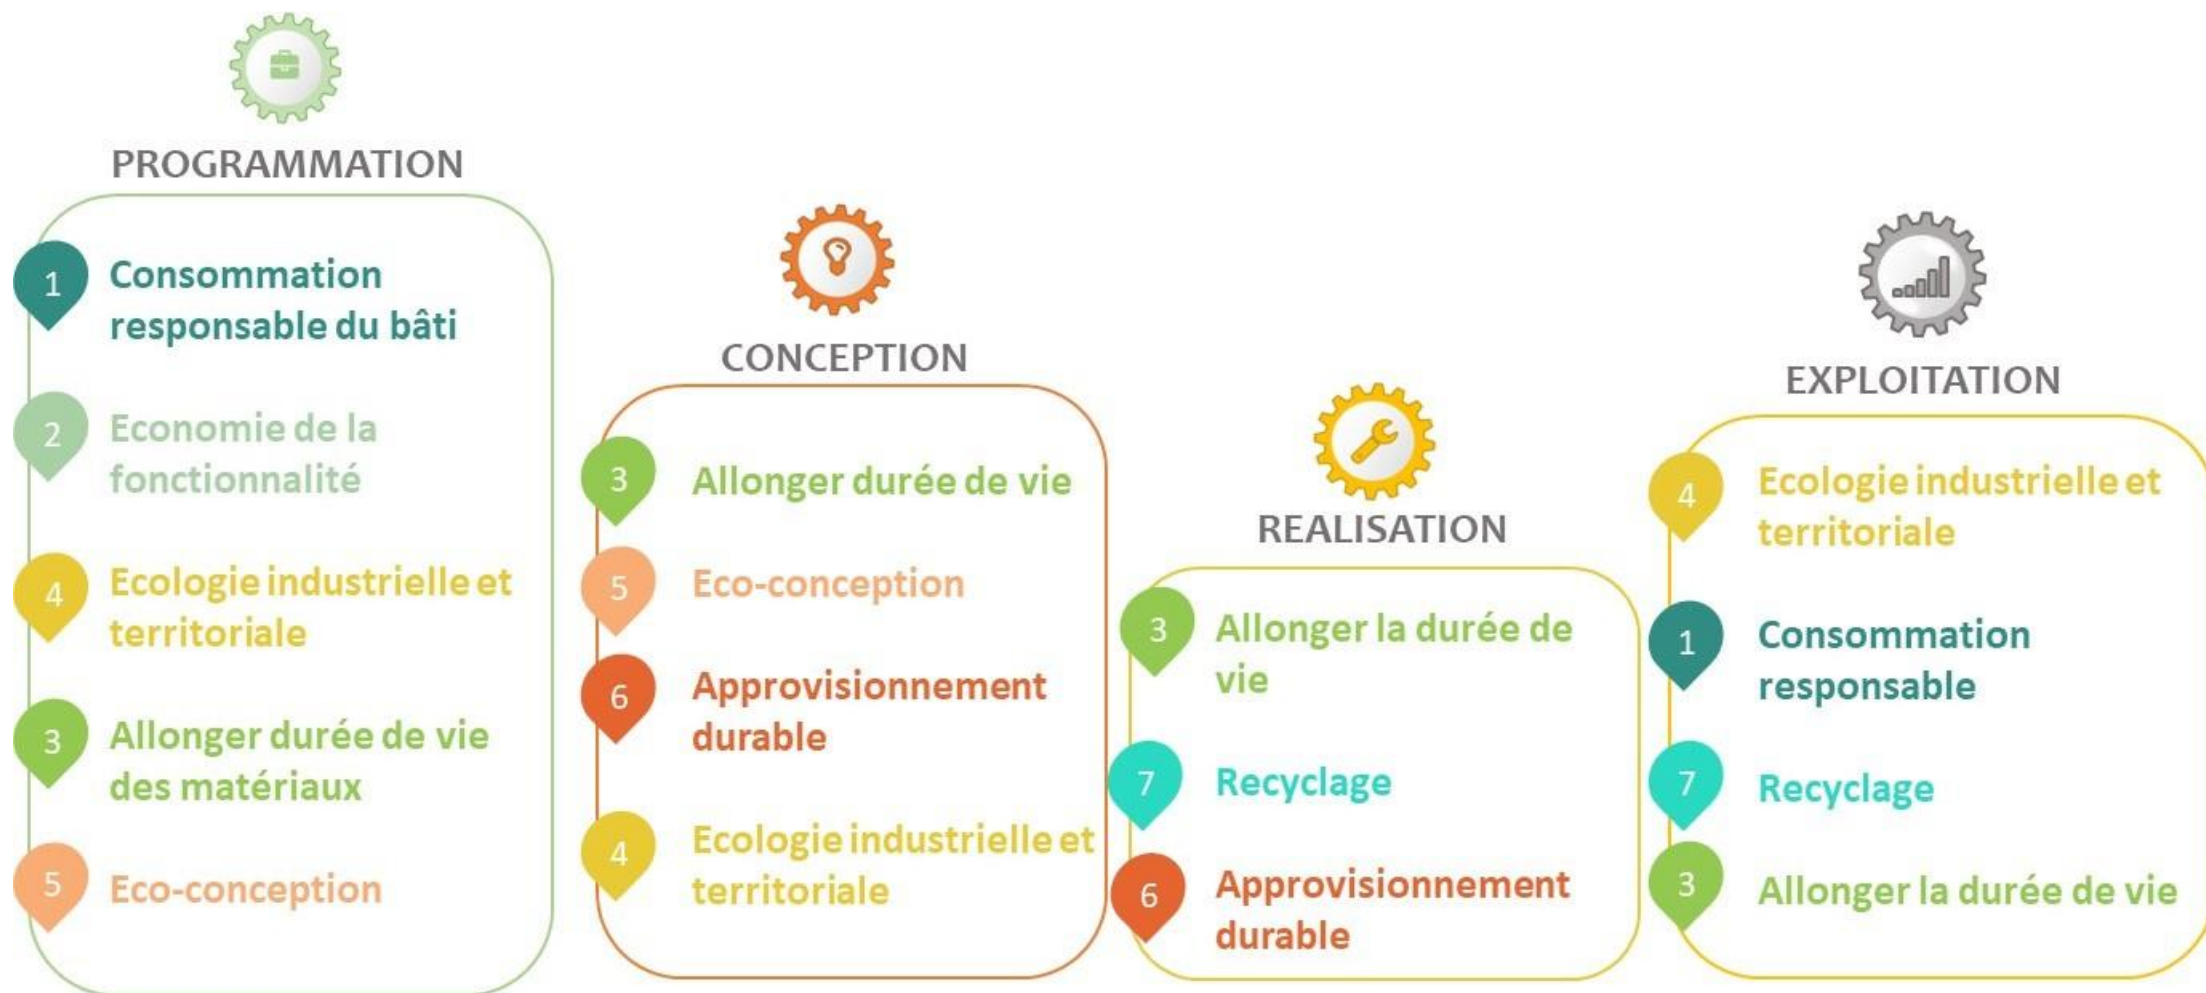 PROGRAMMATION
1
Consommation
responsable du bâti
2
Economie de la
fonctionnalité
4
Ecologie industrielle et
territoriale
3
Allonger durée de vie
des matériaux
5
Eco-conception
CONCEPTION
3
Allonger durée de vie
5
Eco-conception
6
Approvisionnement
durable
4
Ecologie industrielle et
territoriale
REALISATION
3
Allonger la durée de
vie
7
Recyclage
6
Approvisionnement
durable
EXPLOITATION
4
Ecologie industrielle et
territoriale
1
Consommation
responsable
7
Recyclage
3
Allonger la durée de vie